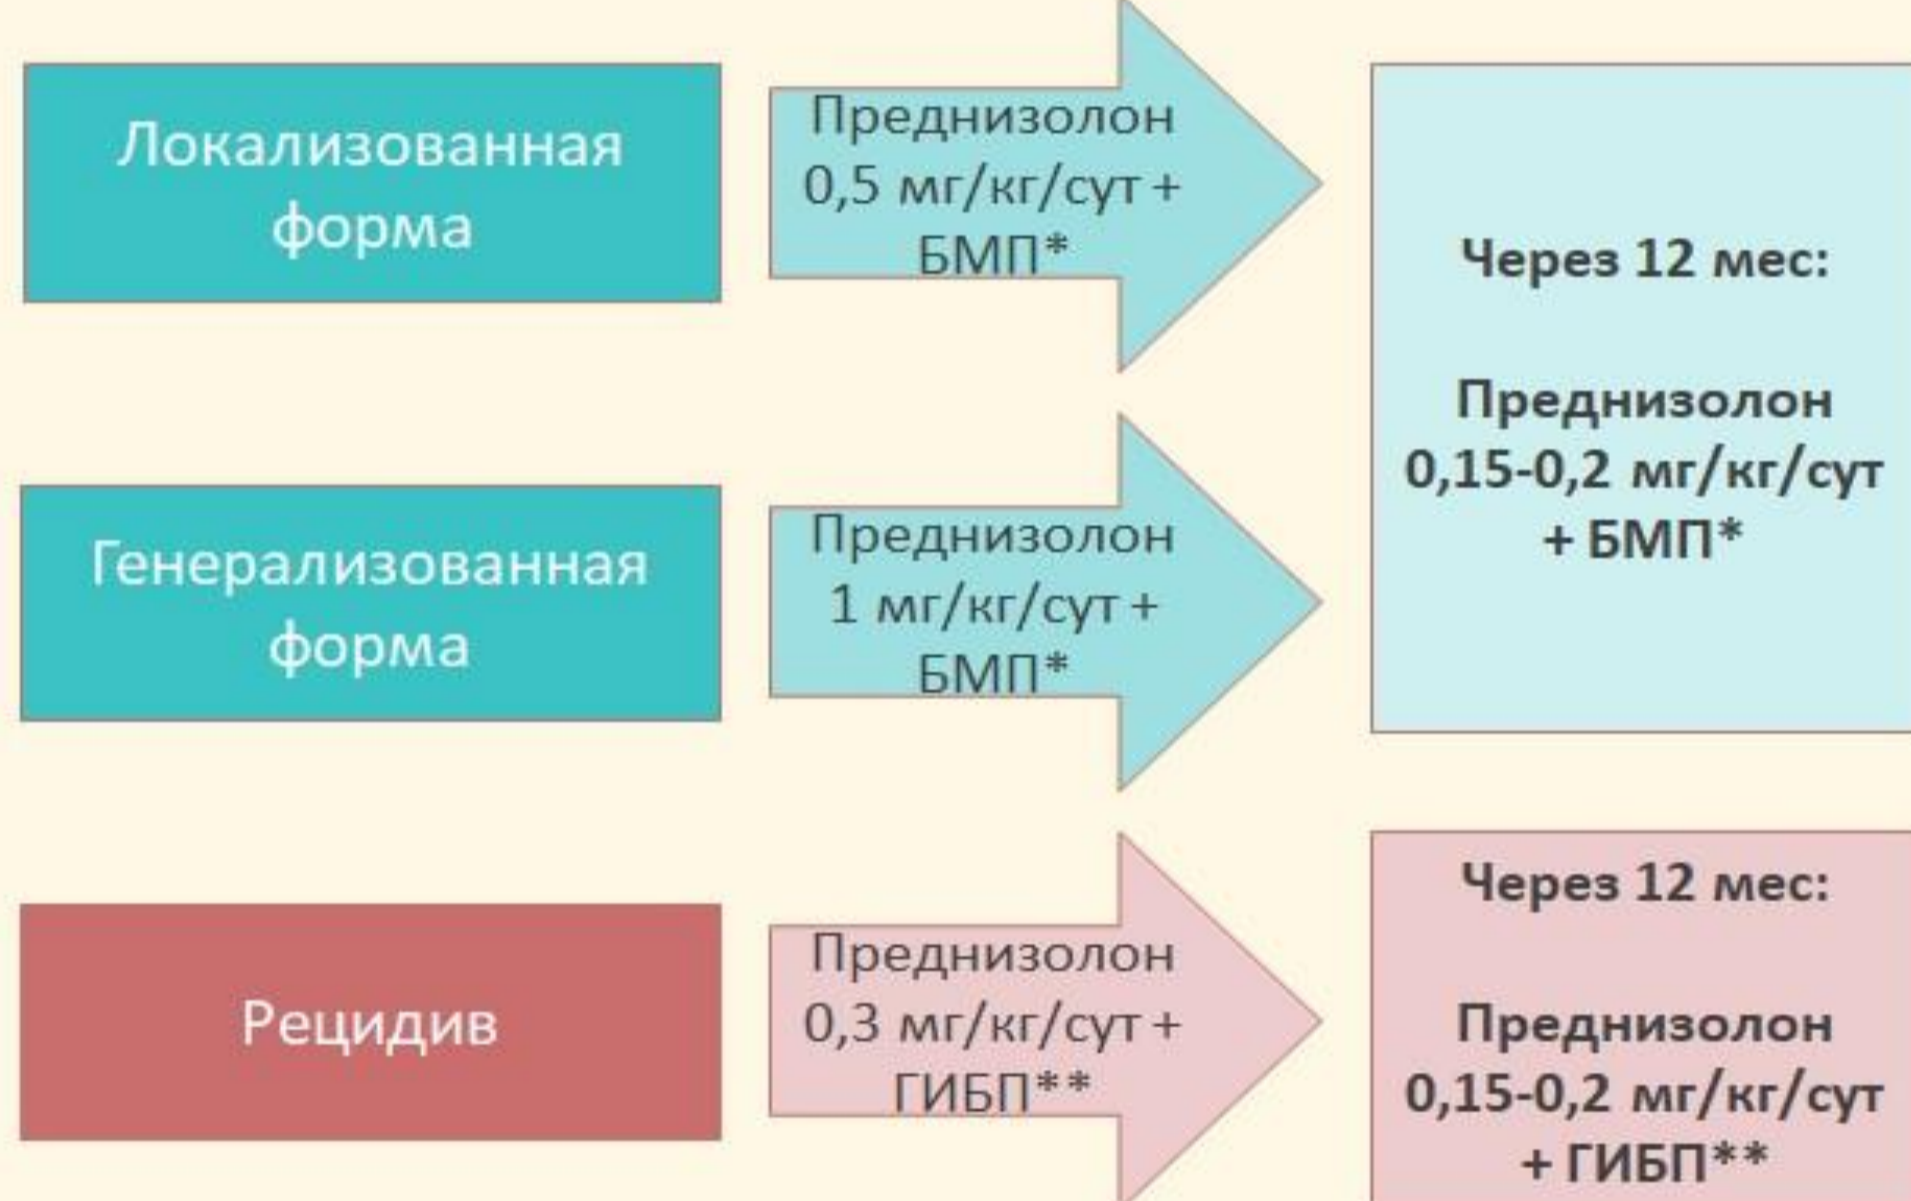 Локализованная
форма
Преднизолон
0,5 мг/кг/сут +
БМП*
Генерализованная
форма
Преднизолон
1 мг/кг/сут +
БМП*
Через 12 мес:
Преднизолон
0,15-0,2 мг/кг/сут
+ БМП*
Рецидив
Преднизолон
0,3 мг/кг/сут +
ГИБП**
Через 12 мес:
Преднизолон
0,15-0,2 мг/кг/сут
+ ГИБП**